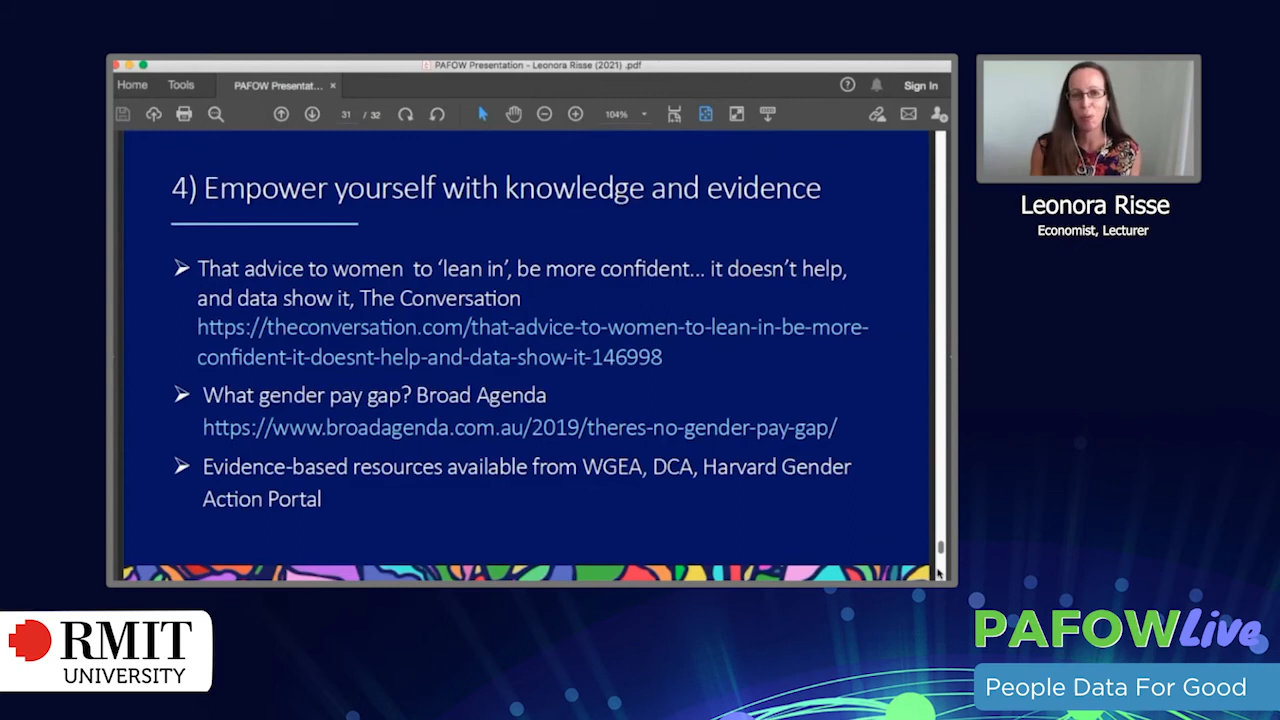 PAFOW Presentation - Leonora Risse (2021) .pdf
Home Tools PAFOW Presentat... × Sign In
31 / 32 104%
4) Empower yourself with knowledge and evidence
That advice to women to ‘lean in’, be more confident... it doesn’t help,
and data show it, The Conversation
https://theconversation.com/that-advice-to-women-to-lean-in-be-more-
confident-it-doesnt-help-and-data-show-it-146998
What gender pay gap? Broad Agenda
https://www.broadagenda.com.au/2019/theres-no-gender-pay-gap/
Evidence-based resources available from WGEA, DCA, Harvard Gender
Action Portal
Leonora Risse
Economist, Lecturer
RMIT
UNIVERSITY
PAFOW Live
People Data For Good